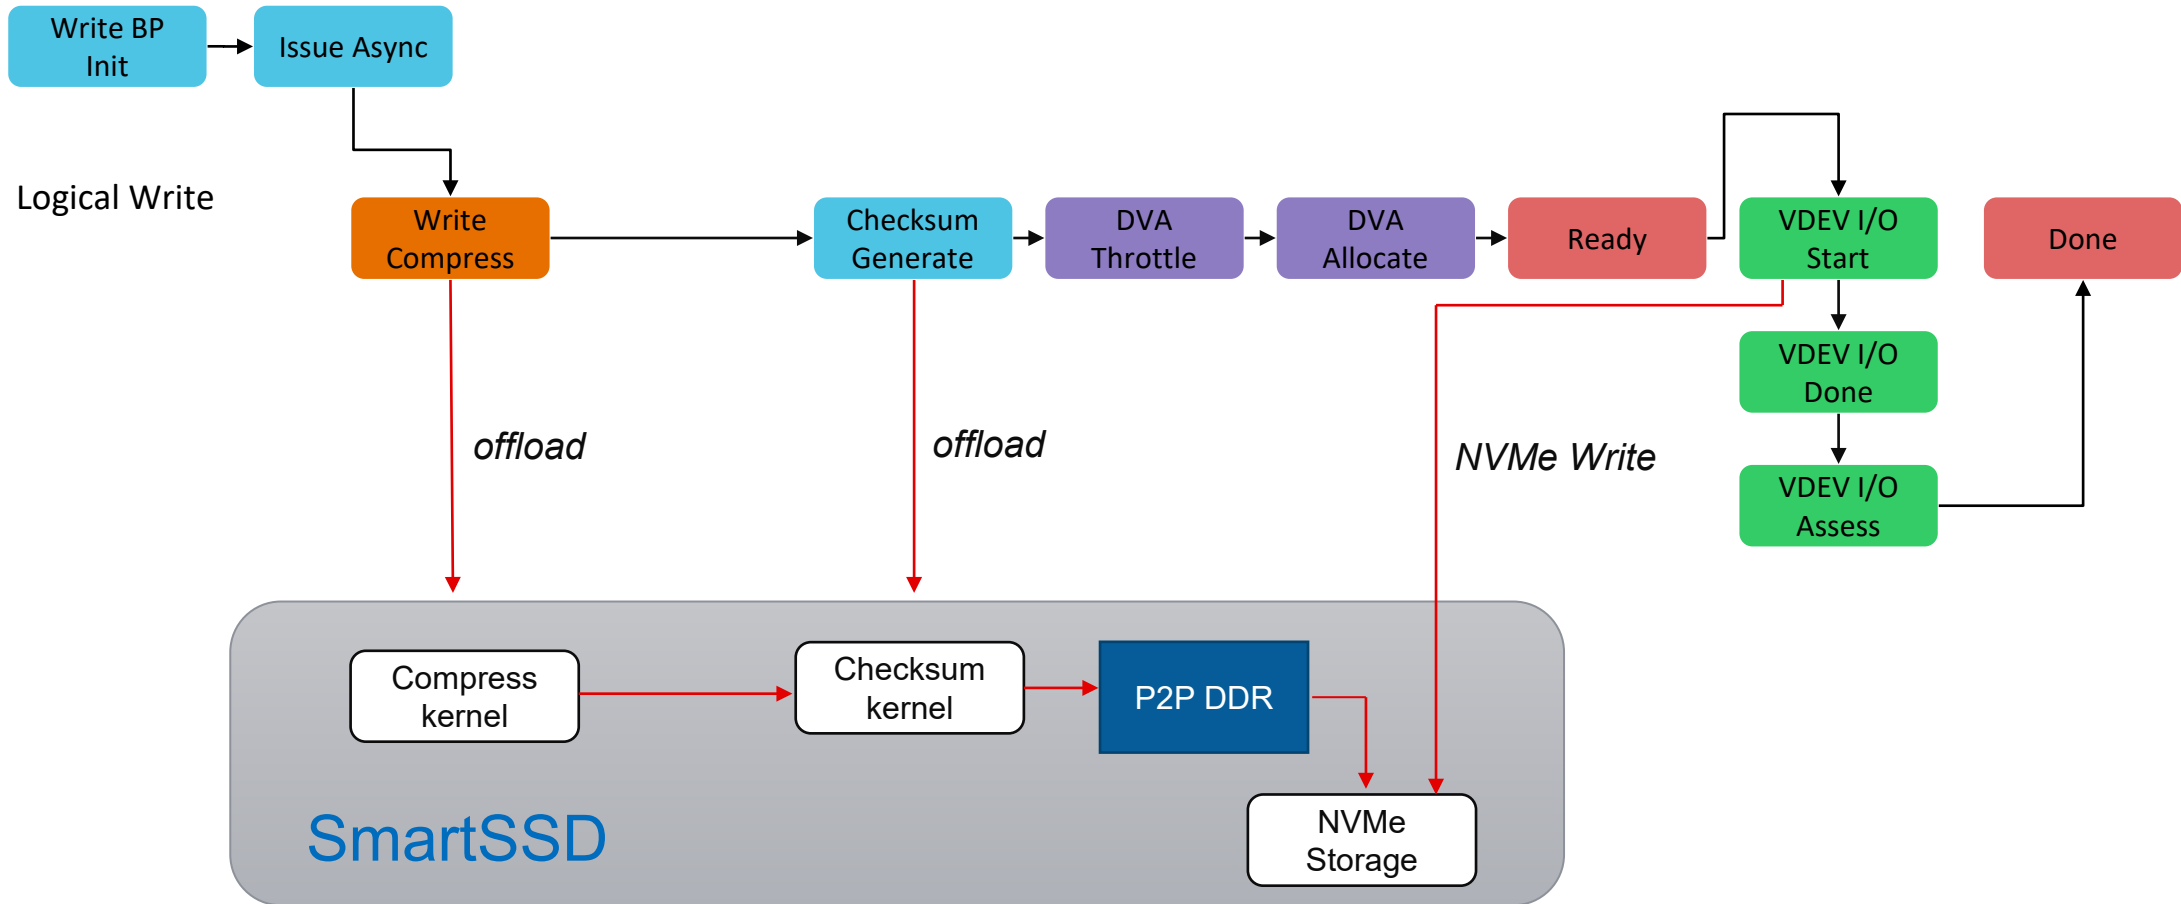 Write BP
Init
Issue Async
Logical Write
Write
Compress
Checksum
Generate
DVA
Throttle
DVA
Allocate
Ready
VDEV I/O
Start
Done
VDEV I/O
Done
VDEV I/O
Assess
offload
offload
NVMe Write
Compress
kernel
Checksum
kernel
P2P DDR
NVMe
Storage
SmartSSD